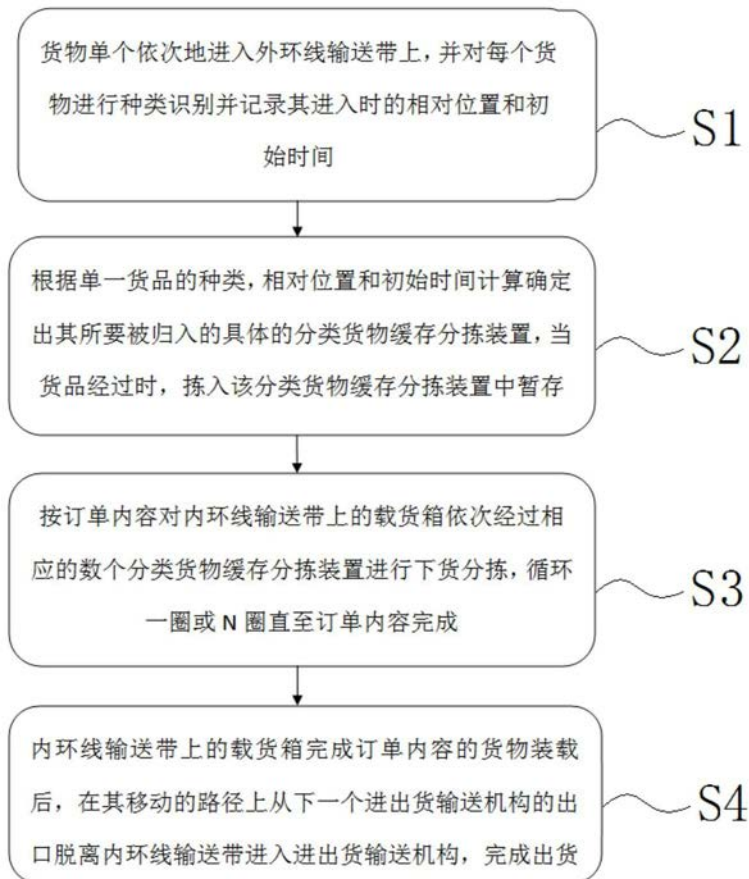 货物单个依次地进入外环线输送带上,并对每个货
物进行种类识别并记录其进入时的相对位置和初
始时间
S1
根据单一货品的种类,相对位置和初始时间计算确定
出其所要被归入的具体的分类货物缓存分拣装置,当
货品经过时，拣入该分类货物缓存分拣装置中暂存
S2
按订单内容对内环线输送带上的载货箱依次经过相
应的数个分类货物缓存分拣装置进行下货分拣,循环
一圈或 N 圈直至订单内容完成
S3
内环线输送带上的载货箱完成订单内容的货物装载
后，在其移动的路径上从下一个进出货输送机构的出
口脱离内环线输送带进入进出货输送机构，完成出货
S4